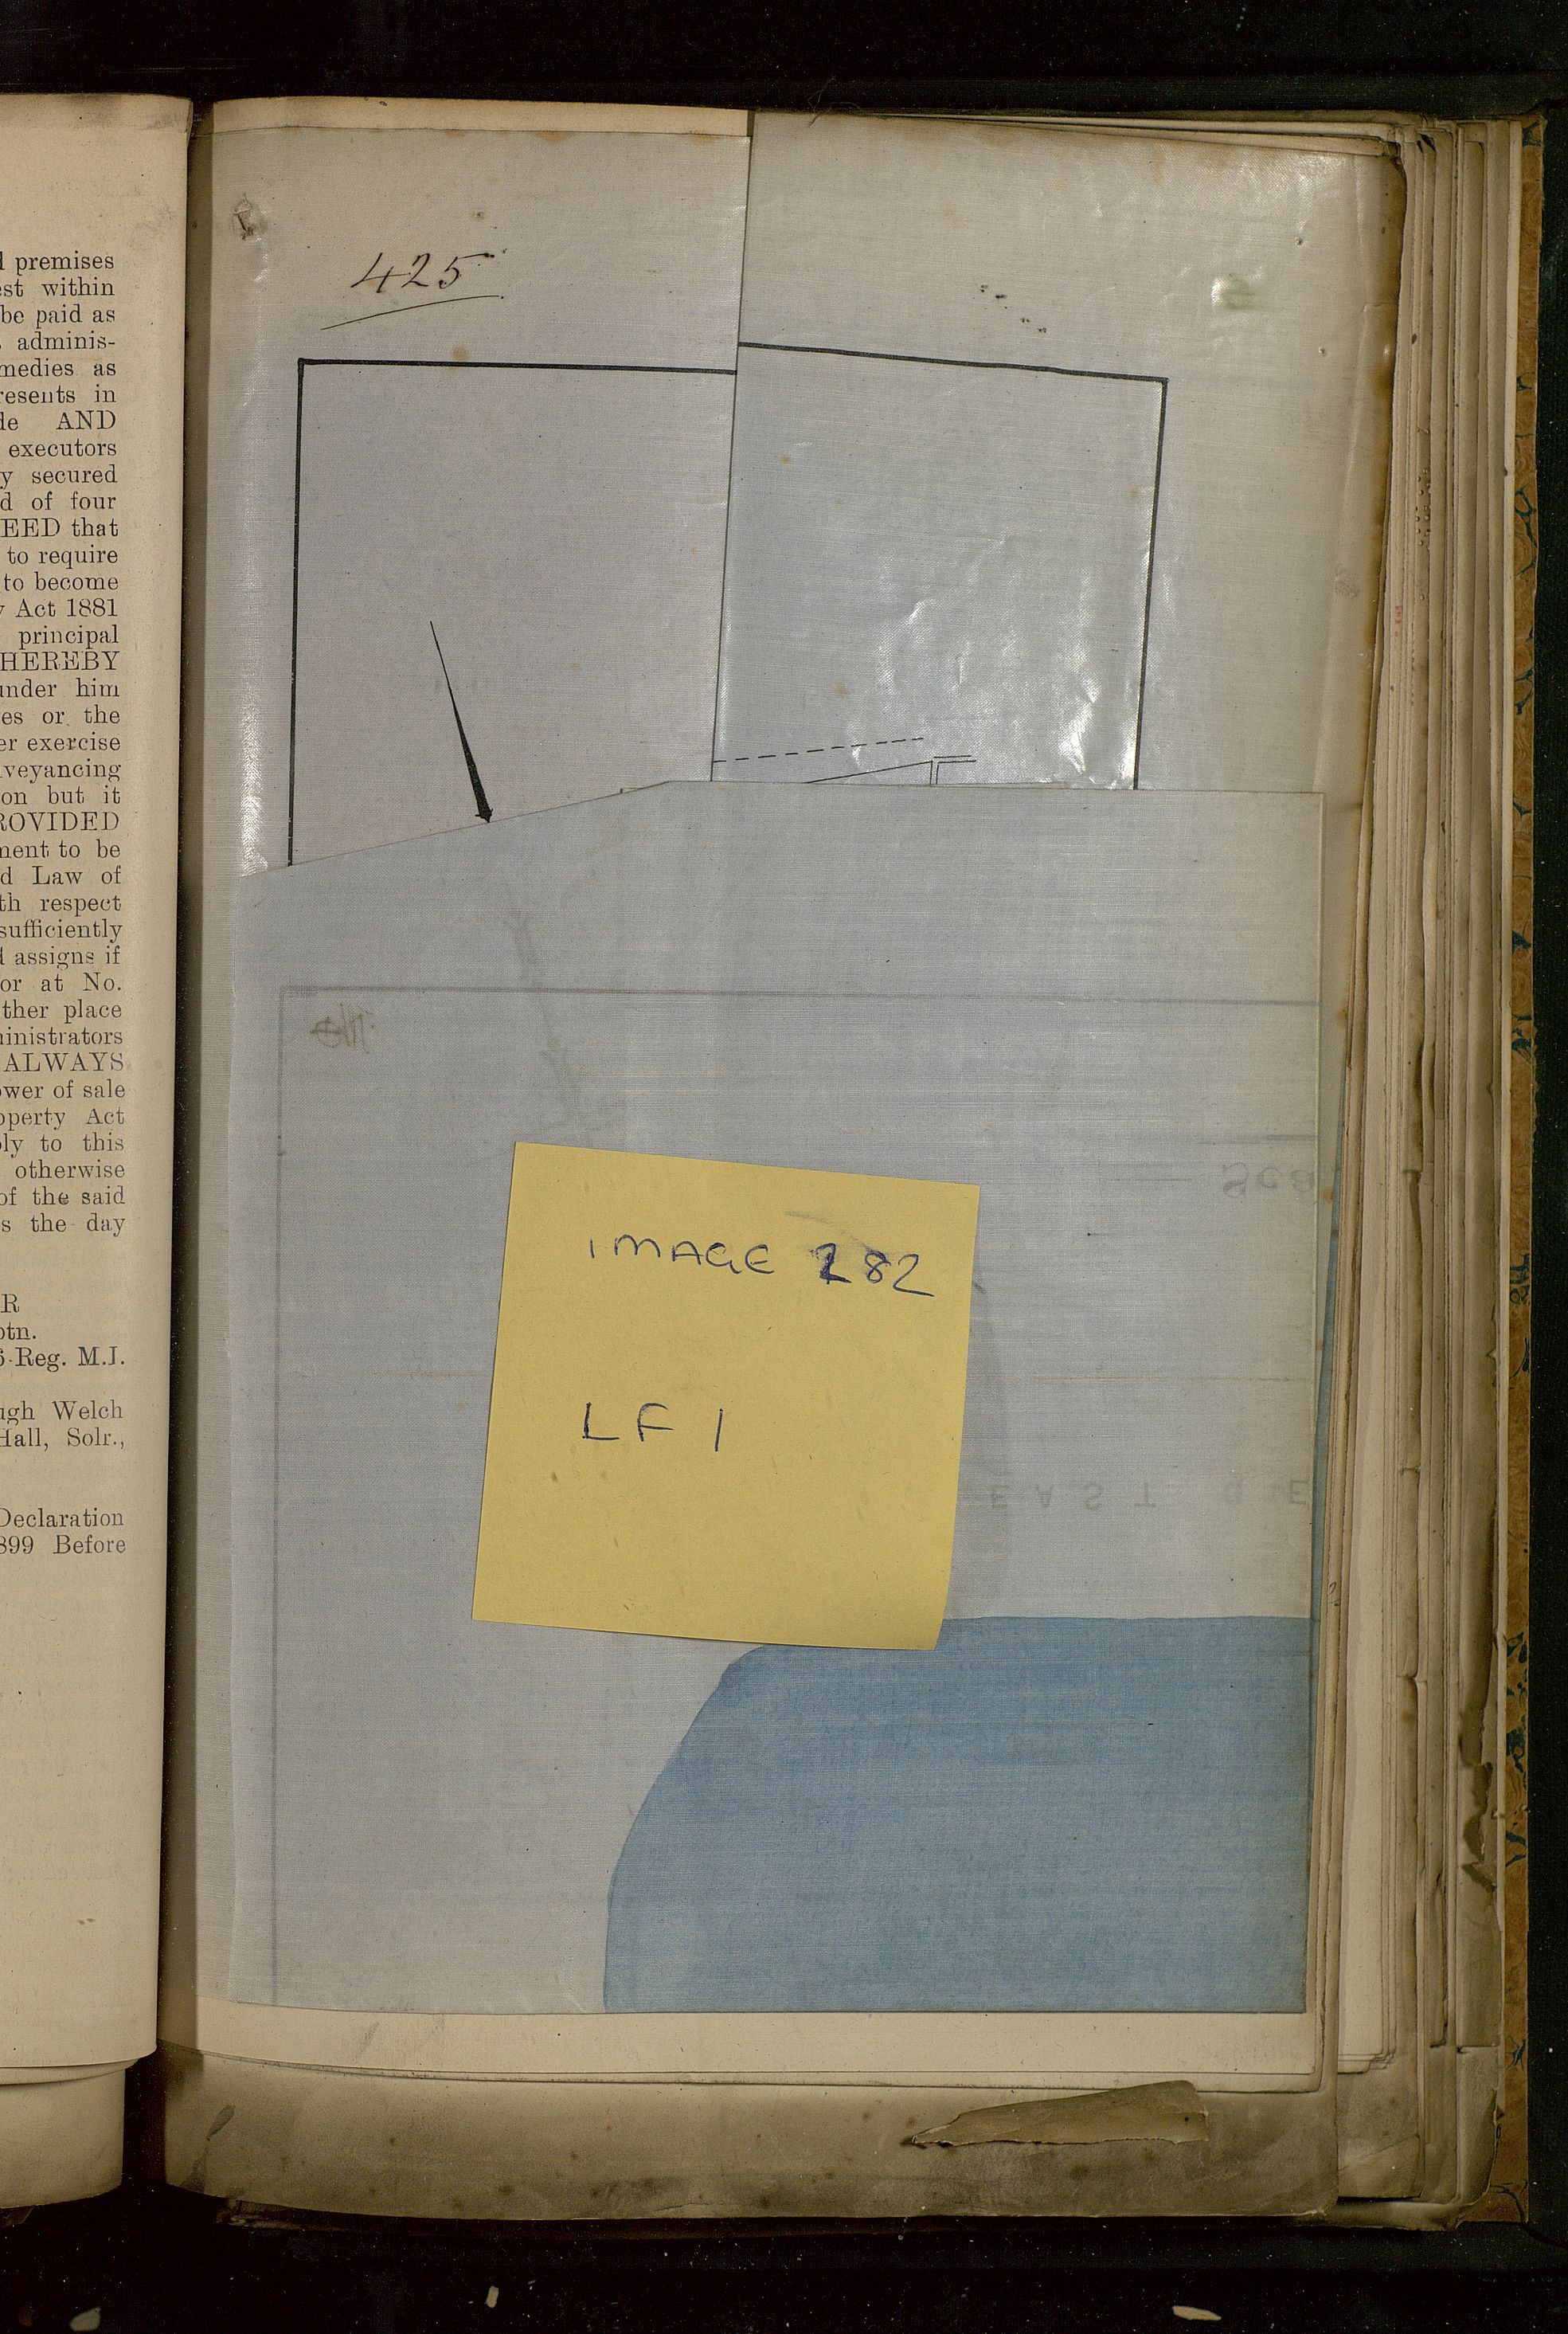 premises
est within
be paid as
adminis-
medies as
resents in
de AND
executors
y secured
d of four
EED that
to require
to become
Act 1881
principal
HEREBY
under him
es or the
er exercise
veyancing
on but it
ROVIDED
ment to be
d Law of
th respect
sufficiently
d assigns if
or at No.
ther place
ministrators
ALWAYS
ower of sale
operty Act
ply to this
otherwise
of the said
s the day
R
otn.
6 Reg. M.I.
ugh Welch
Hall, Solr.,
Declaration
899 Before
425
IMAGE 282
LF 1